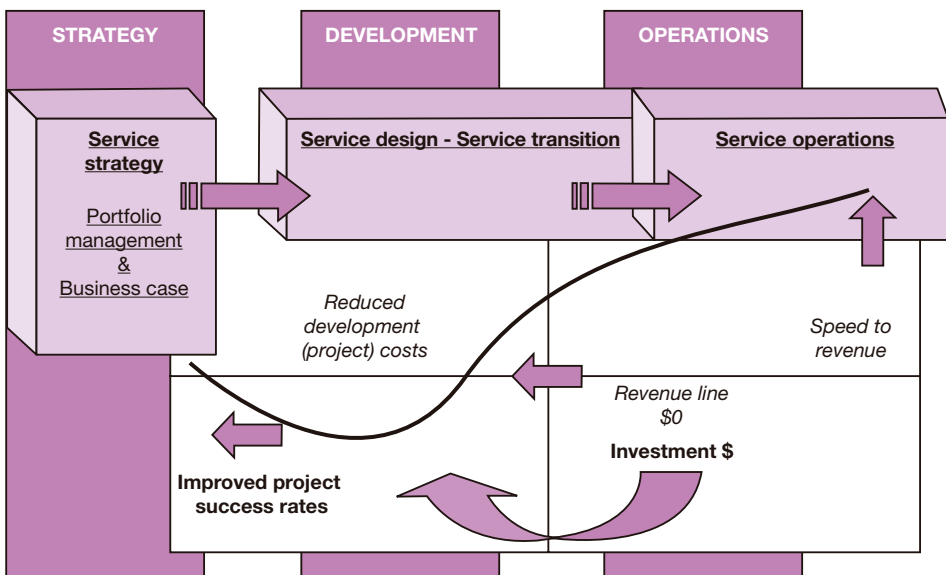 STRATEGY
DEVELOPMENT
OPERATIONS
Service
strategy
Portfolio
management
&
Business case
Service design - Service transition
Service operations
Reduced
development
(project) costs
Speed to
revenue
Revenue line
$0
Investment $
Improved project
success rates